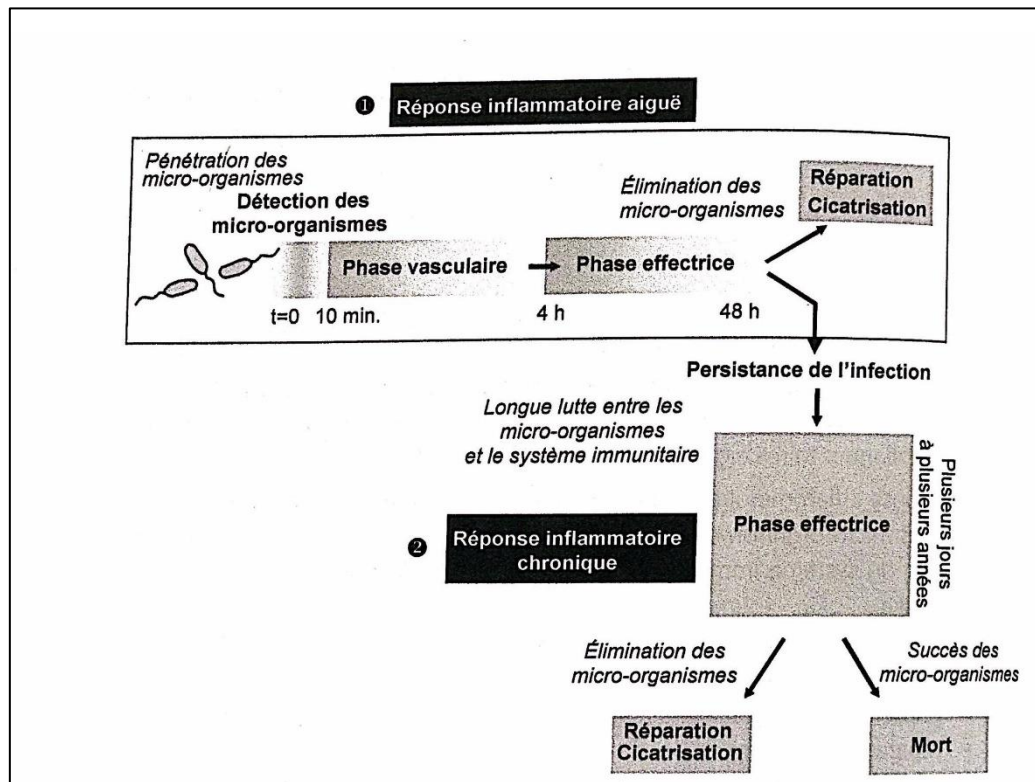 ❶ Réponse inflammatoire aiguë
Pénétration des
micro-organismes
Détection des
micro-organismes
Élimination des
micro-organismes
Réparation
Cicatrisation
Phase vasculaire
Phase effectrice
t=0 10 min.
4 h
48 h
Persistance de l'infection
Longue lutte entre les
micro-organismes
et le système immunitaire
Phase effectrice
Plusieurs jours
à plusieurs années
❷ Réponse inflammatoire
chronique
Élimination des
micro-organismes
Succès des
micro-organismes
Réparation
Cicatrisation
Mort